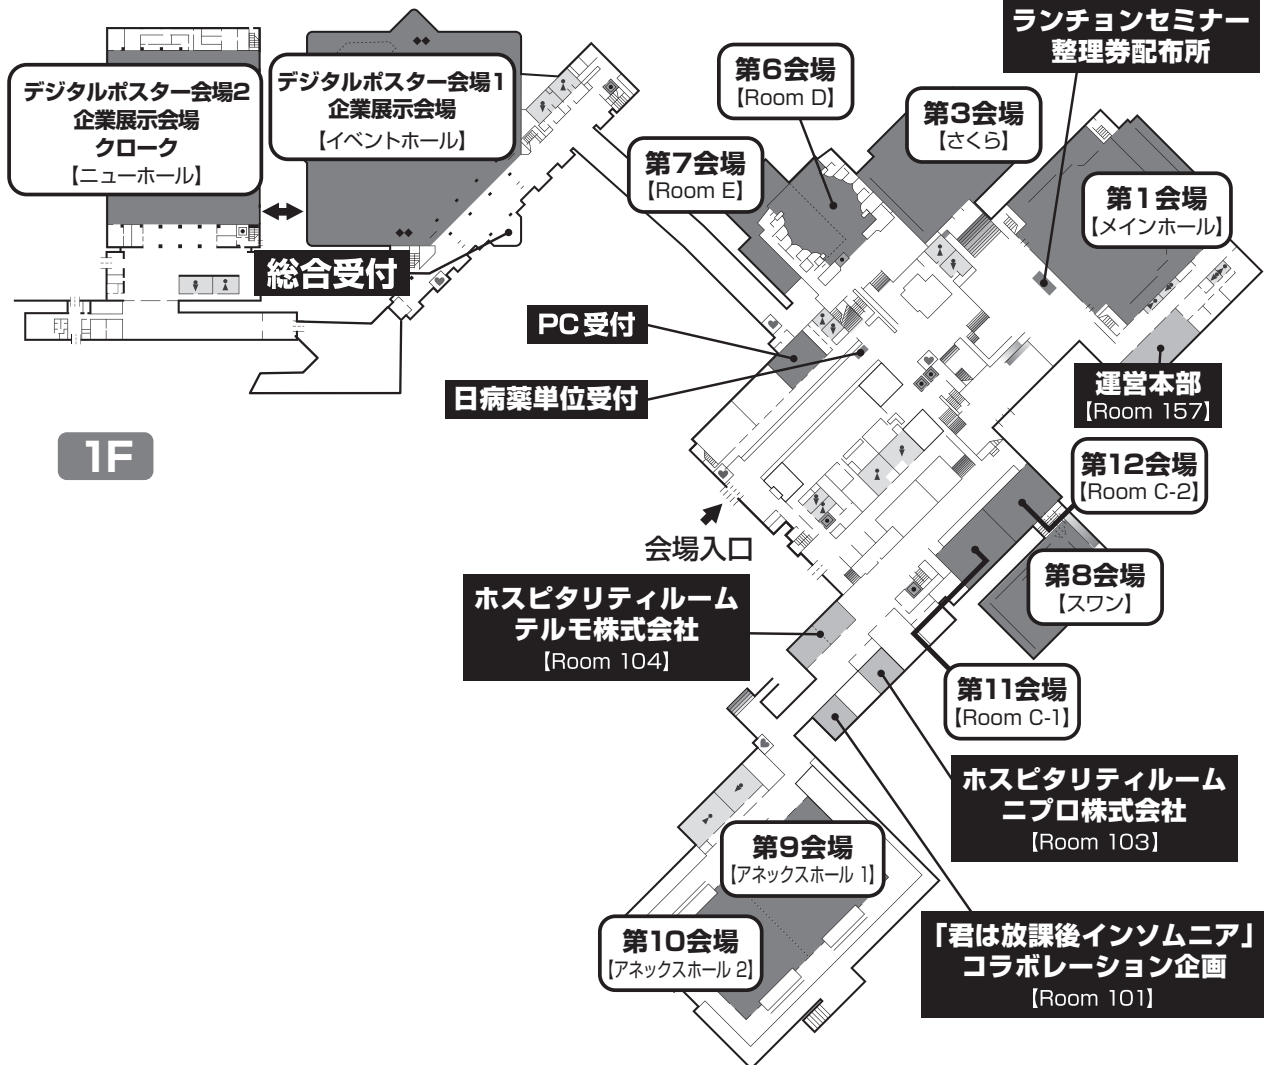 ランチョンセミナー
整理券配布所
デジタルポスター会場2
企業展示会場
クローク
【ニューホール】
デジタルポスター会場1
企業展示会場
【イベントホール】
第6会場
【Room D】
第3会場
【さくら】
第7会場
【Room E】
第1会場
【メインホール】
総合受付
PC受付
日病薬単位受付
運営本部
【Room 157】
1F
第12会場
【Room C-2】
会場入口
第8会場
【スワン】
ホスピタリティルーム
テルモ株式会社
【Room 104】
第11会場
【Room C-1】
ホスピタリティルーム
ニプロ株式会社
【Room 103】
第9会場
【アネックスホール 1】
第10会場
【アネックスホール 2】
「君は放課後インソムニア」
コラボレーション企画
【Room 101】